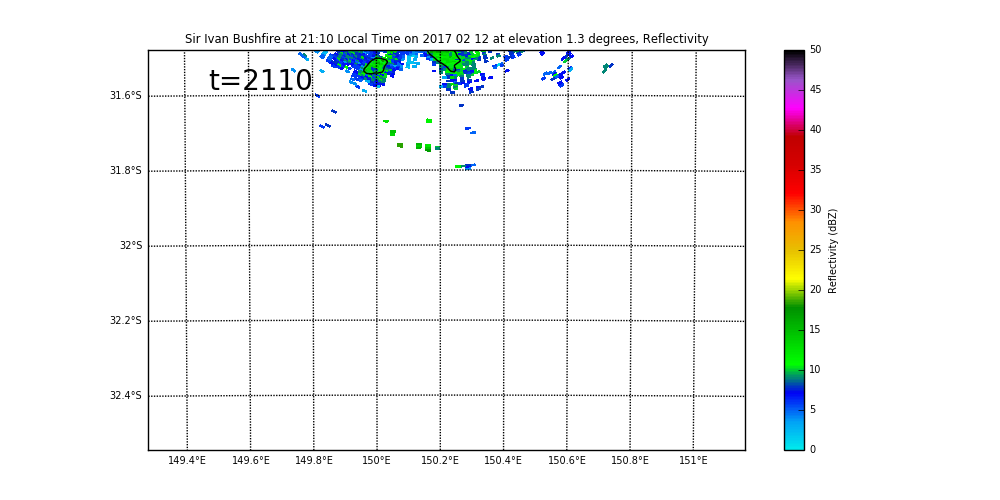 Sir Ivan Bushfire at 21:10 Local Time on 2017 02 12 at elevation 1.3 degrees, Reflectivity
t=2110
31.6°S
31.8°S
32°S
32.2°S
32.4°S
149.4°E 149.6°E 149.8°E 150°E 150.2°E 150.4°E 150.6°E 150.8°E 151°E
50
45
40
35
30
25
20
15
10
5
0
Reflectivity (dBZ)